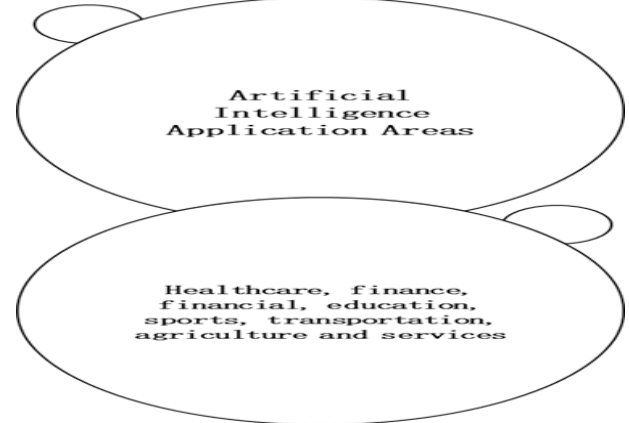 Artificial
Intelligence
Application Areas
Healthcare, finance,
financial, education,
sports, transportation,
agriculture and services